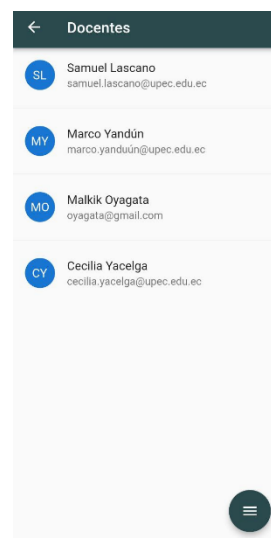 Docentes
SL
Samuel Lascano
samuel.lascano@upec.edu.ec
MY
Marco Yandún
marco.yanduún@upec.edu.ec
MO
Malkik Oyagata
oyagata@gmail.com
CY
Cecilia Yacelga
cecilia.yacelga@upec.edu.ec